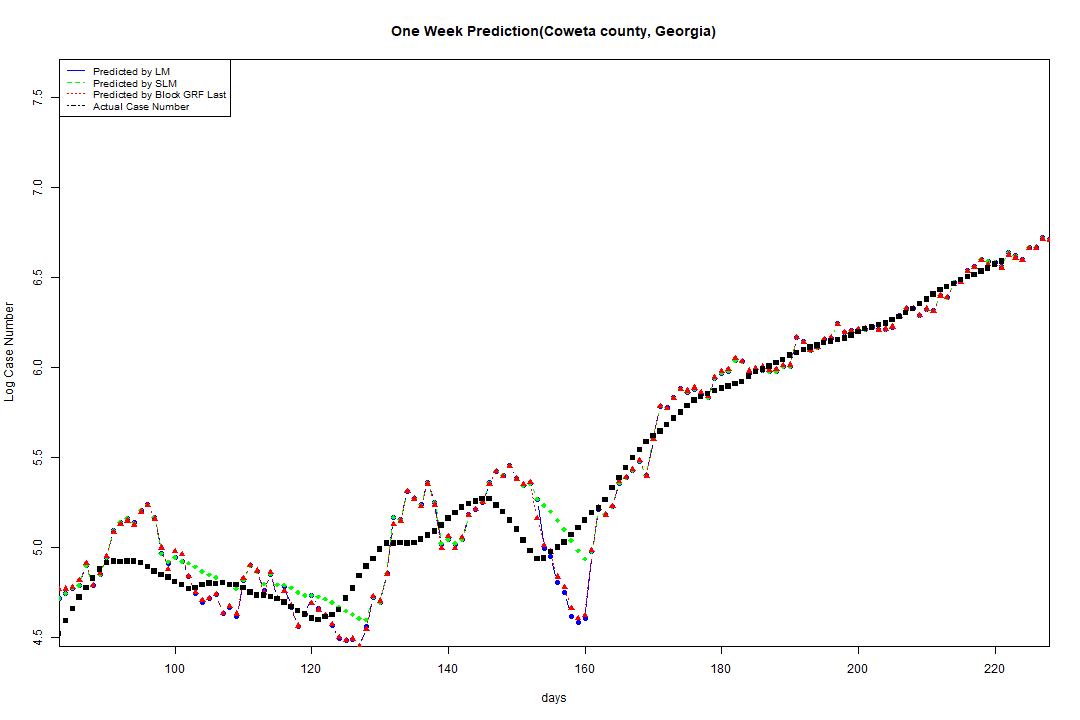 One Week Prediction(Coweta county, Georgia)
Predicted by LM
Predicted by SLM
Predicted by Block GRF Last
Actual Case Number
7.5
7.0
6.5
6.0
5.5
5.0
4.5
Log Case Number
100 120 140 160 180 200 220
days